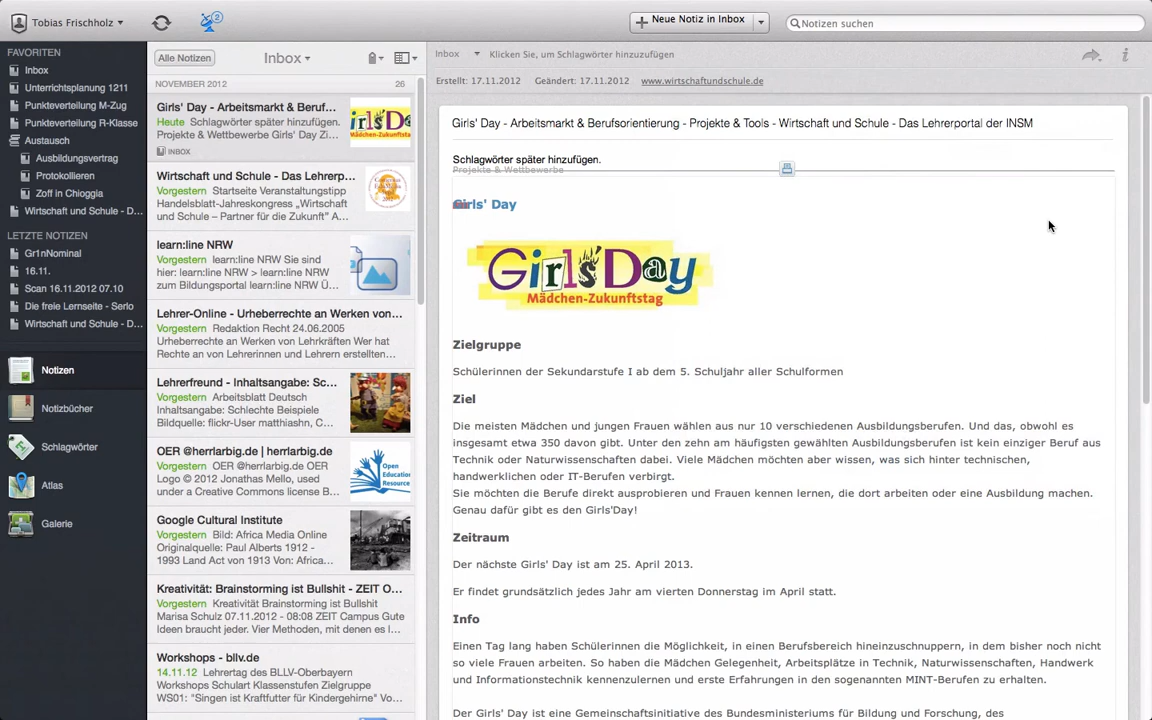 Tobias Frischholz
2
Neue Notiz in Inbox
Notizen suchen
FAVORITEN
Inbox
Unterrichtsplanung 1211
Punkteverteilung M-Zug
Punkteverteilung R-Klasse
Austausch
Ausbildungsvertrag
Protokollieren
Zoff in Chioggia
Wirtschaft und Schule - D...
LETZTE NOTIZEN
Gr1nNominal
16.11.
Scan 16.11.2012 07.10
Die freie Lernseite - Serlo
Wirtschaft und Schule - D...
Notizen
Notizbücher
Schlagwörter
Atlas
Galerie
Alle Notizen
Inbox
NOVEMBER 2012 26
Girls' Day - Arbeitsmarkt & Beruf...
Heute Schlagwörter später hinzufügen.
Projekte & Wettbewerbe Girls' Day Zi...
INBOX
Wirtschaft und Schule - Das Lehrerp...
Vorgestern Startseite Veranstaltungstipp
Handelsblatt-Jahreskongress „Wirtschaft
und Schule – Partner für die Zukunft" A...
learn:line NRW
Vorgestern learn:line NRW Sie sind
hier: learn:line NRW > learn:line NRW
zum Bildungsportal learn:line NRW Ü...
Lehrer-Online - Urheberrechte an Werken von...
Vorgestern Redaktion Recht 24.06.2005
Urheberrechte an Werken von Lehrkräften Wer hat
Rechte an von Lehrerinnen und Lehrern erstellten...
Lehrerfreund - Inhaltsangabe: Sc...
Vorgestern Arbeitsblatt Deutsch
Inhaltsangabe: Schlechte Beispiele
Bildquelle: flickr-User matthiashn, C...
OER @herrlarbig.de | herrlarbig.de
Vorgestern OER @herrlarbig.de OER
Logo © 2012 Jonathas Mello, used
under a Creative Commons license B...
Open
Education
Resource
Google Cultural Institute
Vorgestern Bild: Africa Media Online
Originalquelle: Paul Alberts 1912 -
1993 Land Act von 1913 Von: Africa...
Kreativität: Brainstorming ist Bullshit - ZEIT O...
Vorgestern Kreativität Brainstorming ist Bullshit
Marisa Schulz 07.11.2012 - 08:08 ZEIT Campus Gute
Ideen braucht jeder. Vier Methoden, mit denen es l...
Workshops - bllv.de
14.11.12 Lehrertag des BLLV-Oberbayern
Workshops Schulart Klassenstufen Zielgruppe
WS01: "Singen ist Kraftfutter für Kindergehirne" Vo...
Inbox Klicken Sie, um Schlagwörter hinzuzufügen
Erstellt: 17.11.2012 Geändert: 17.11.2012 www.wirtschaftundschule.de
Girls' Day - Arbeitsmarkt & Berufsorientierung - Projekte & Tools - Wirtschaft und Schule - Das Lehrerportal der INSM
Schlagwörter später hinzufügen.
Projekte & Wettbewerbe
Girls' Day
Girls'Day
Mädchen-Zukunftstag
Zielgruppe
Schülerinnen der Sekundarstufe I ab dem 5. Schuljahr aller Schulformen
Ziel
Die meisten Mädchen und jungen Frauen wählen aus nur 10 verschiedenen Ausbildungsberufen. Und das, obwohl es
insgesamt etwa 350 davon gibt. Unter den zehn am häufigsten gewählten Ausbildungsberufen ist kein einziger Beruf aus
Technik oder Naturwissenschaften dabei. Viele Mädchen möchten aber wissen, was sich hinter technischen,
handwerklichen oder IT-Berufen verbirgt.
Sie möchten die Berufe direkt ausprobieren und Frauen kennen lernen, die dort arbeiten oder eine Ausbildung machen.
Genau dafür gibt es den Girls'Day!
Zeitraum
Der nächste Girls' Day ist am 25. April 2013.
Er findet grundsätzlich jedes Jahr am vierten Donnerstag im April statt.
Info
Einen Tag lang haben Schülerinnen die Möglichkeit, in einen Berufsbereich hineinzuschnuppern, in dem bisher noch nicht
so viele Frauen arbeiten. So haben die Mädchen Gelegenheit, Arbeitsplätze in Technik, Naturwissenschaften, Handwerk
und Informationstechnik kennenzulernen und erste Erfahrungen in den sogenannten MINT-Berufen zu erhalten.
Der Girls' Day ist eine Gemeinschaftsinitiative des Bundesministeriums für Bildung und Forschung, des